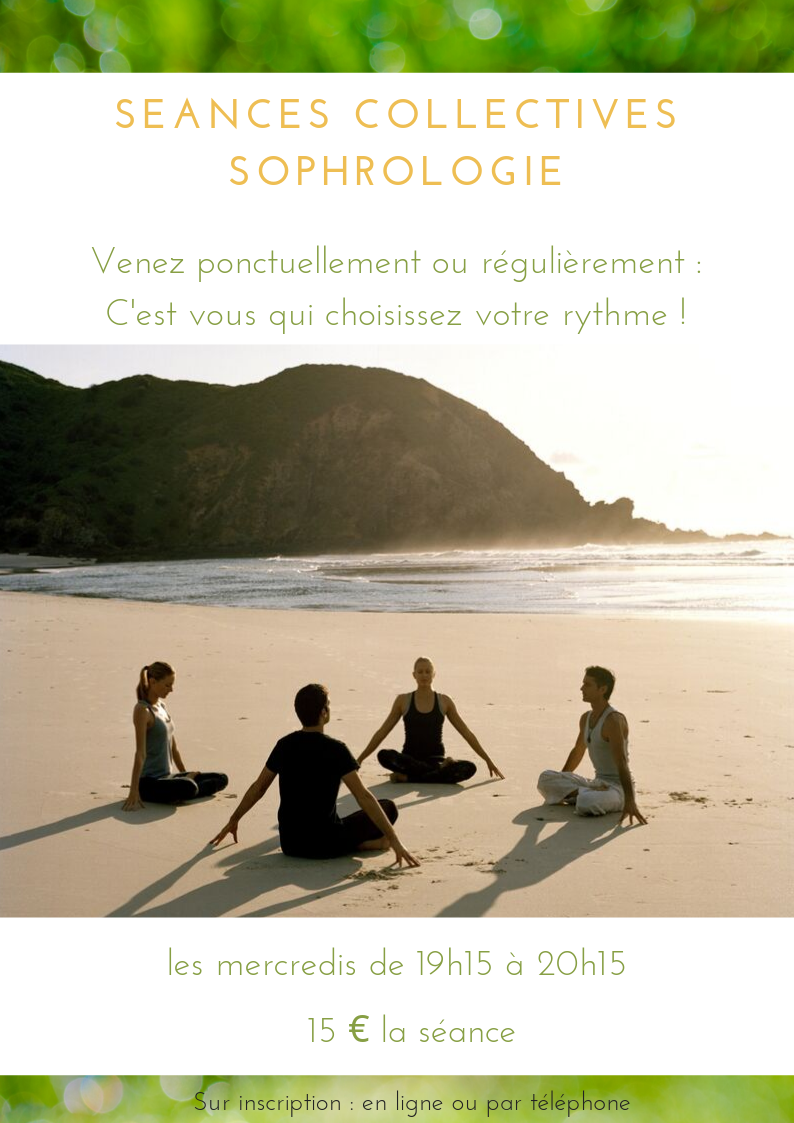 SEANCES COLLECTIVES
SOPHROLOGIE
Venez ponctuellement ou régulièrement :
C'est vous qui choisissez votre rythme !
les mercredis de 19h15 à 20h15
15 € la séance
Sur inscription : en ligne ou par téléphone